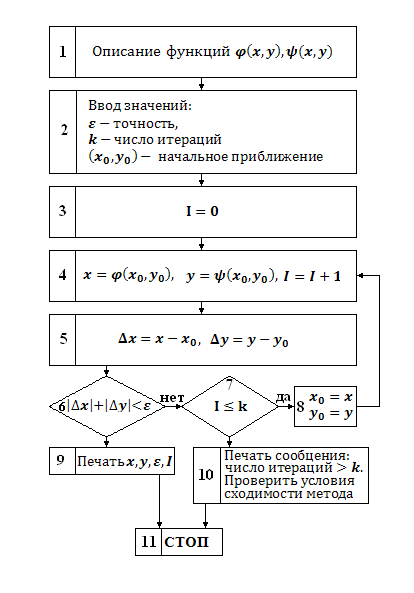 1 Описание функций φ(x,y),ψ(x,y)
2 Ввод значений:
ε − точность,
k − число итераций
(x₀,y₀) − начальное приближение
3 I = 0
4 x = φ(x₀,y₀), y = ψ(x₀,y₀), I = I + 1
5 Δx = x − x₀, Δy = y − y₀
6 |Δx|+|Δy|<ε
нет
7
I ≤ k
да
8 x₀ = x
y₀ = y
9 Печать x,y,ε,I
10 Печать сообщения:
число итераций > k.
Проверить условия
сходимости метода
11 СТОП